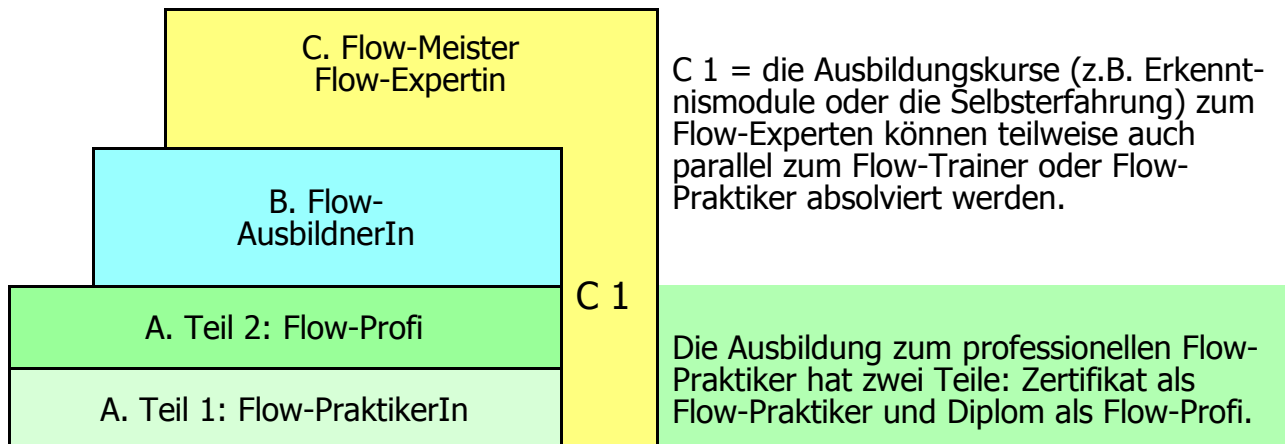 C. Flow-Meister
Flow-Expertin
C 1 = die Ausbildungskurse (z.B. Erkennt-
nismodule oder die Selbsterfahrung) zum
Flow-Experten können teilweise auch
parallel zum Flow-Trainer oder Flow-
Praktiker absolviert werden.
B. Flow-
AusbildnerIn
C 1
A. Teil 2: Flow-Profi
A. Teil 1: Flow-PraktikerIn
Die Ausbildung zum professionellen Flow-
Praktiker hat zwei Teile: Zertifikat als
Flow-Praktiker und Diplom als Flow-Profi.